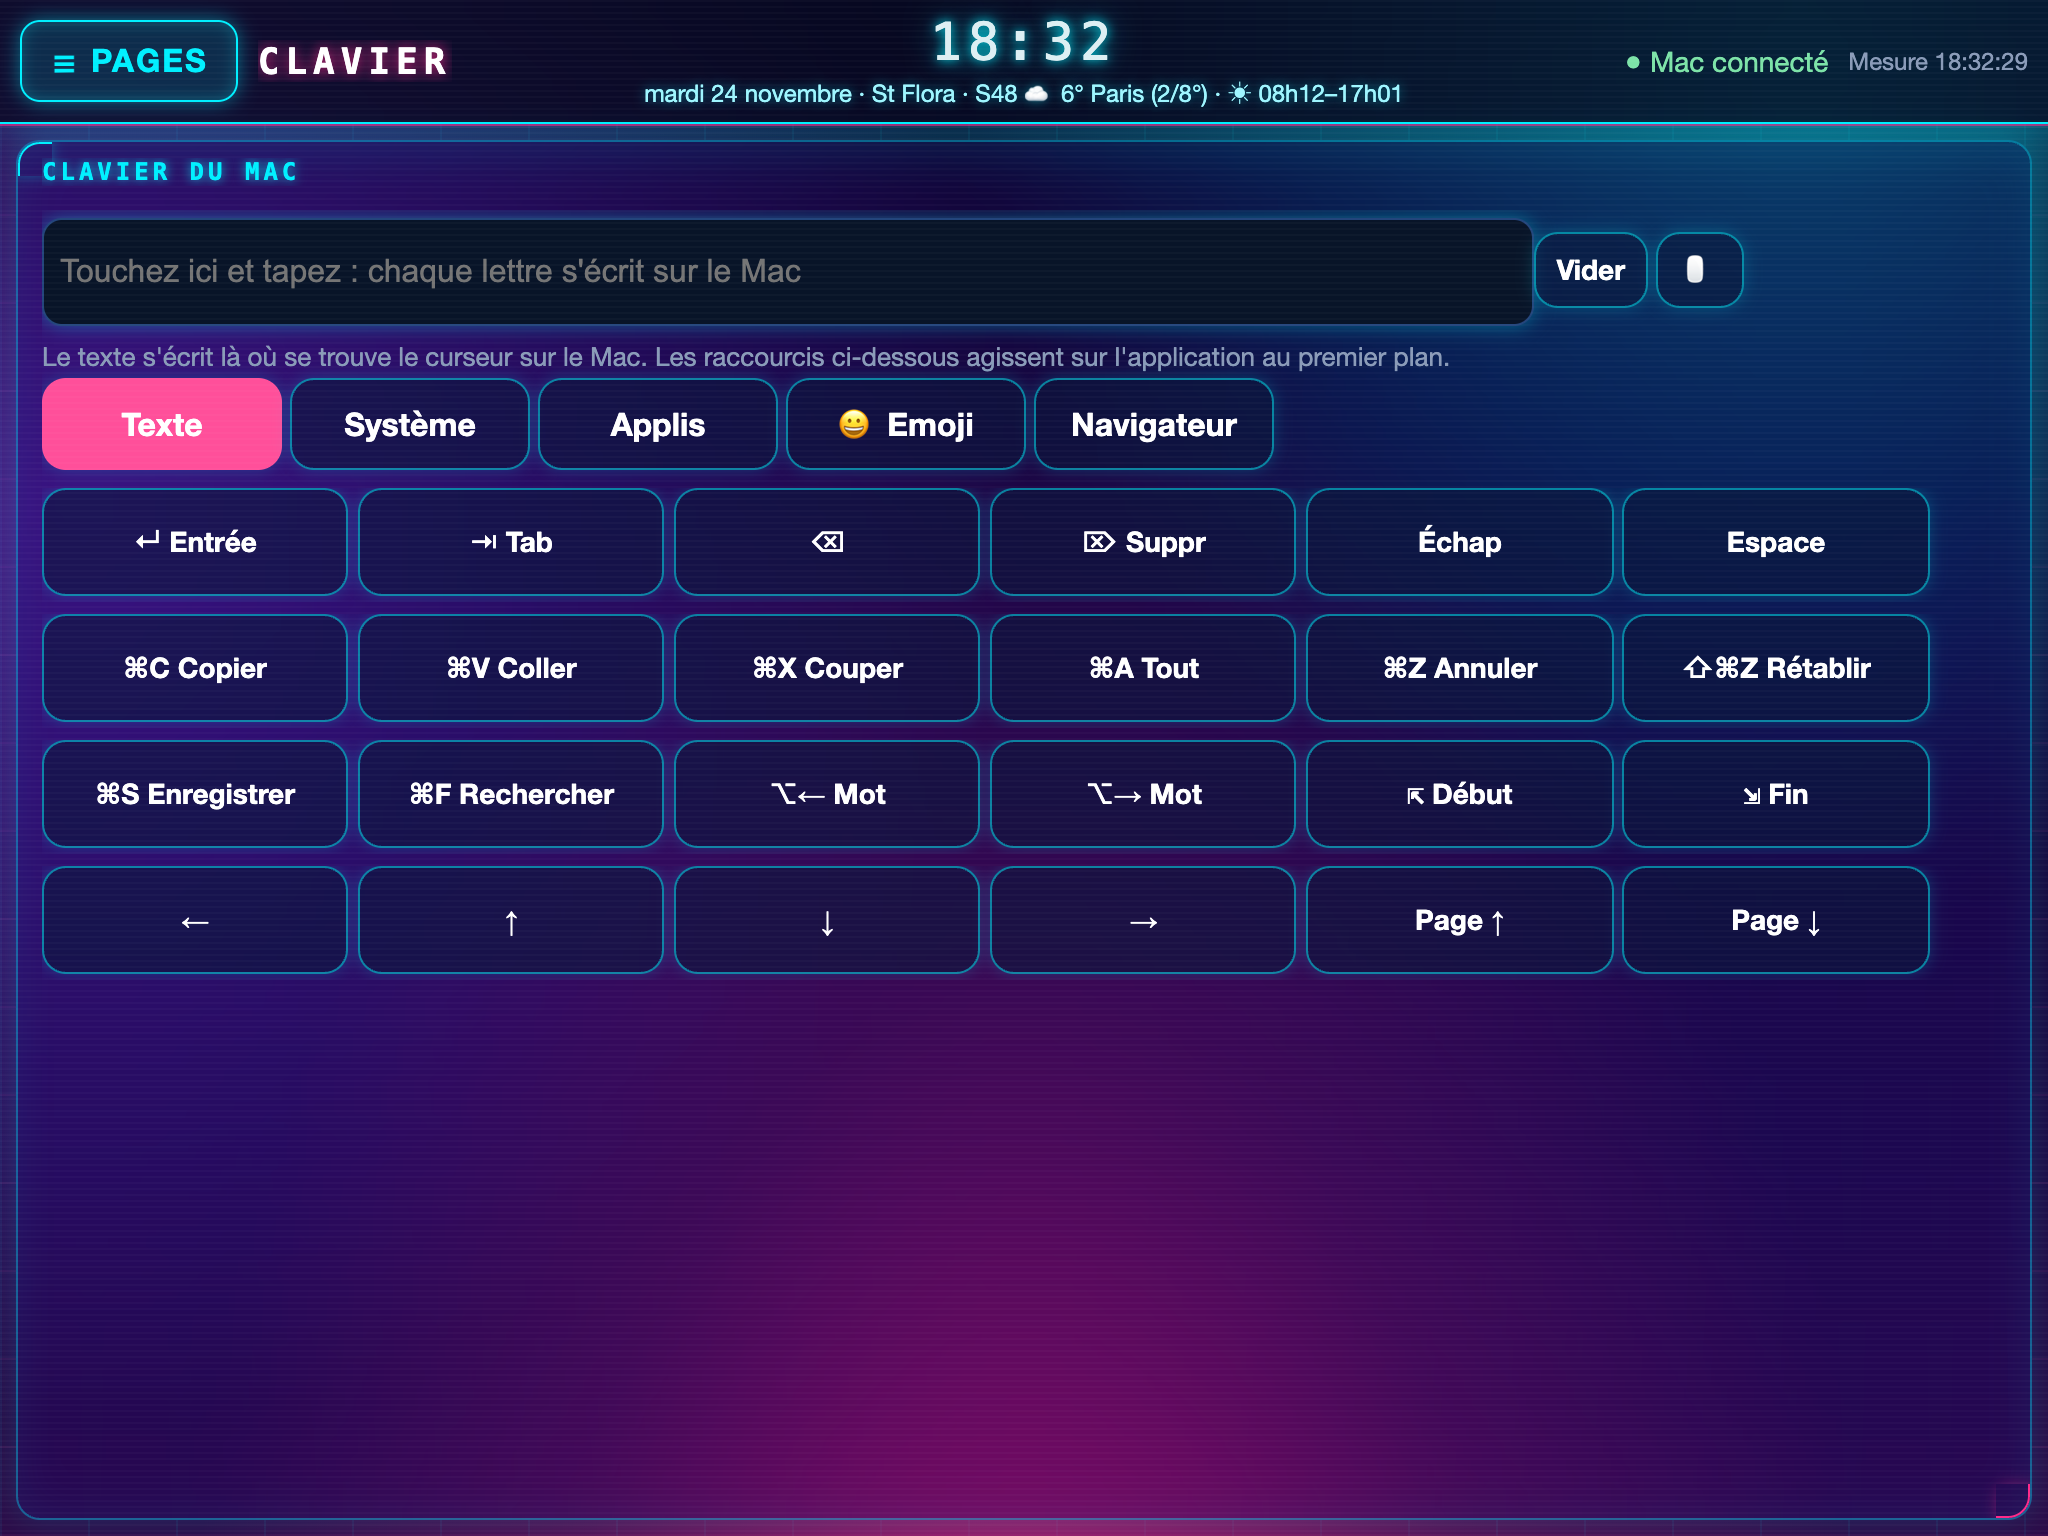 ≡ PAGES
CLAVIER
18:32
mardi 24 novembre · St Flora · S48 ☁️ 6° Paris (2/8°) · ☀ 08h12–17h01
● Mac connecté
Mesure 18:32:29
CLAVIER DU MAC
Touchez ici et tapez : chaque lettre s'écrit sur le Mac
Vider
Le texte s'écrit là où se trouve le curseur sur le Mac. Les raccourcis ci-dessous agissent sur l'application au premier plan.
Texte
Système
Applis
😀 Emoji
Navigateur
↵ Entrée
⇥ Tab
⌫
⌦ Suppr
Échap
Espace
⌘C Copier
⌘V Coller
⌘X Couper
⌘A Tout
⌘Z Annuler
⇧⌘Z Rétablir
⌘S Enregistrer
⌘F Rechercher
⌥← Mot
⌥→ Mot
⇱ Début
⇲ Fin
←
↑
↓
→
Page ↑
Page ↓